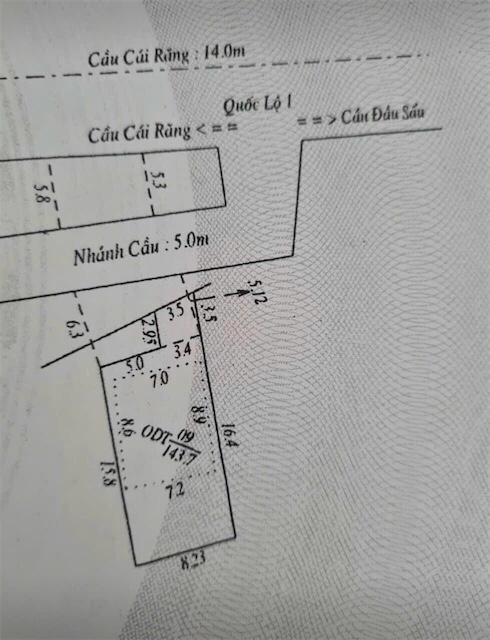 Cầu Cái Răng : 14.0m
Quốc Lộ 1
Cầu Cái Răng < = =
= = > Cần Đầu Sấu
5.8
5.3
Nhánh Cầu : 5.0m
5.12
6.3
3.5
3.5
2.95
3.4
5.0
7.0
8.6
8.9
16.4
ODT 09
143.7
15.8
7.2
8.23